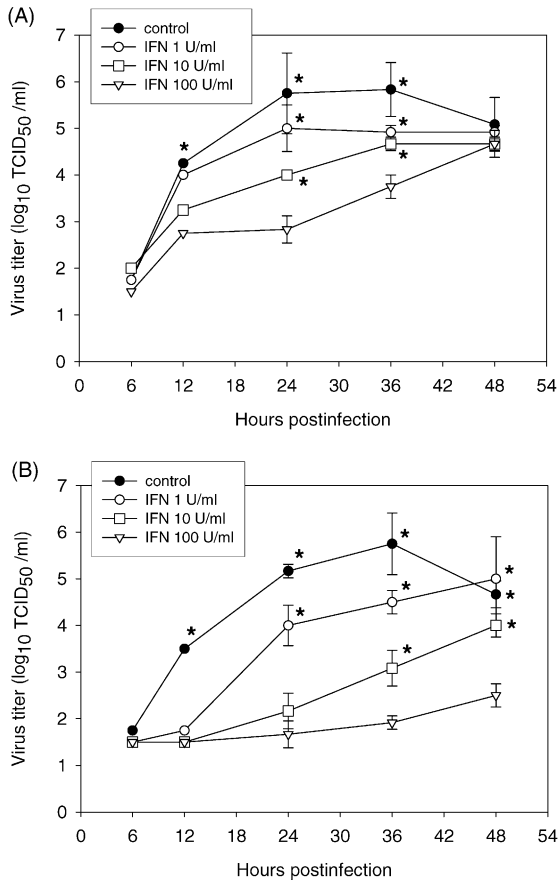 (A)
control
IFN 1 U/ml
IFN 10 U/ml
IFN 100 U/ml
7
6
5
4
3
2
1
0
Virus titer (log10 TCID50 /ml)
* * * * * * *
0 6 12 18 24 30 36 42 48 54
Hours postinfection
(B)
control
IFN 1 U/ml
IFN 10 U/ml
IFN 100 U/ml
7
6
5
4
3
2
1
0
Virus titer (log10 TCID50 /ml)
* * * * * * * * *
0 6 12 18 24 30 36 42 48 54
Hours postinfection